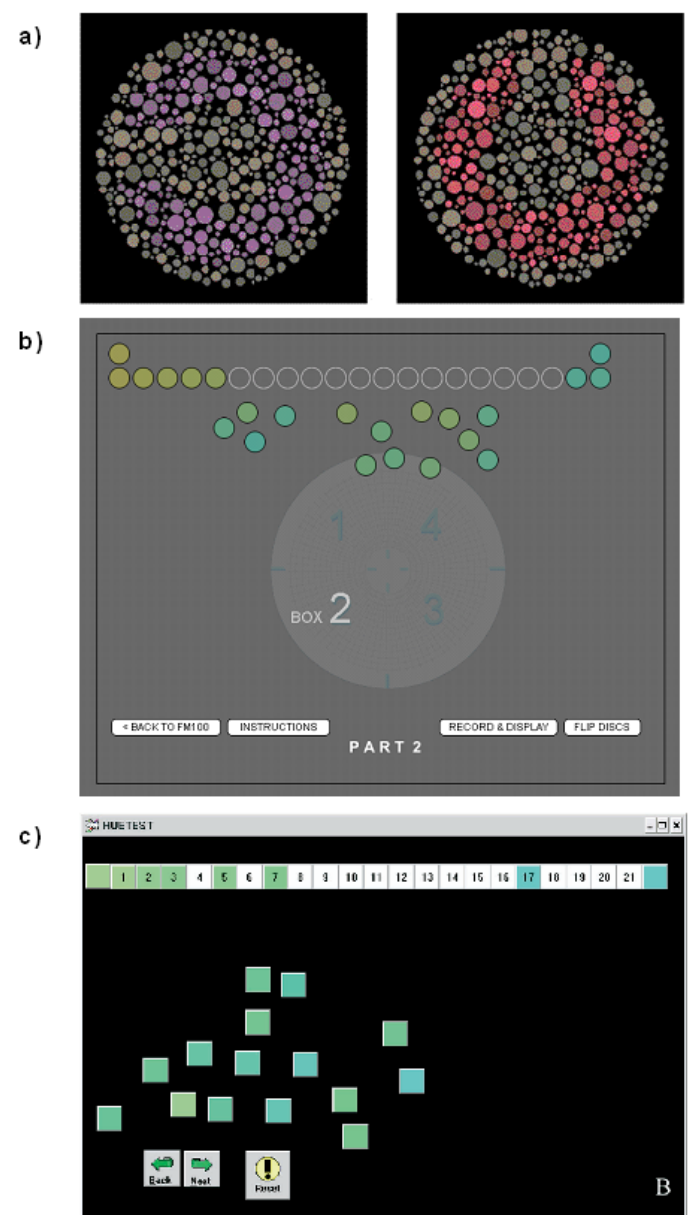 a)
b)
1 4
BOX 2 3
< BACK TO FM100 INSTRUCTIONS RECORD & DISPLAY FLIP DISCS
PART 2
c)
HUETEST
1 2 3 4 5 6 7 8 9 10 11 12 13 14 15 16 17 18 19 20 21
Back Next Reset
B